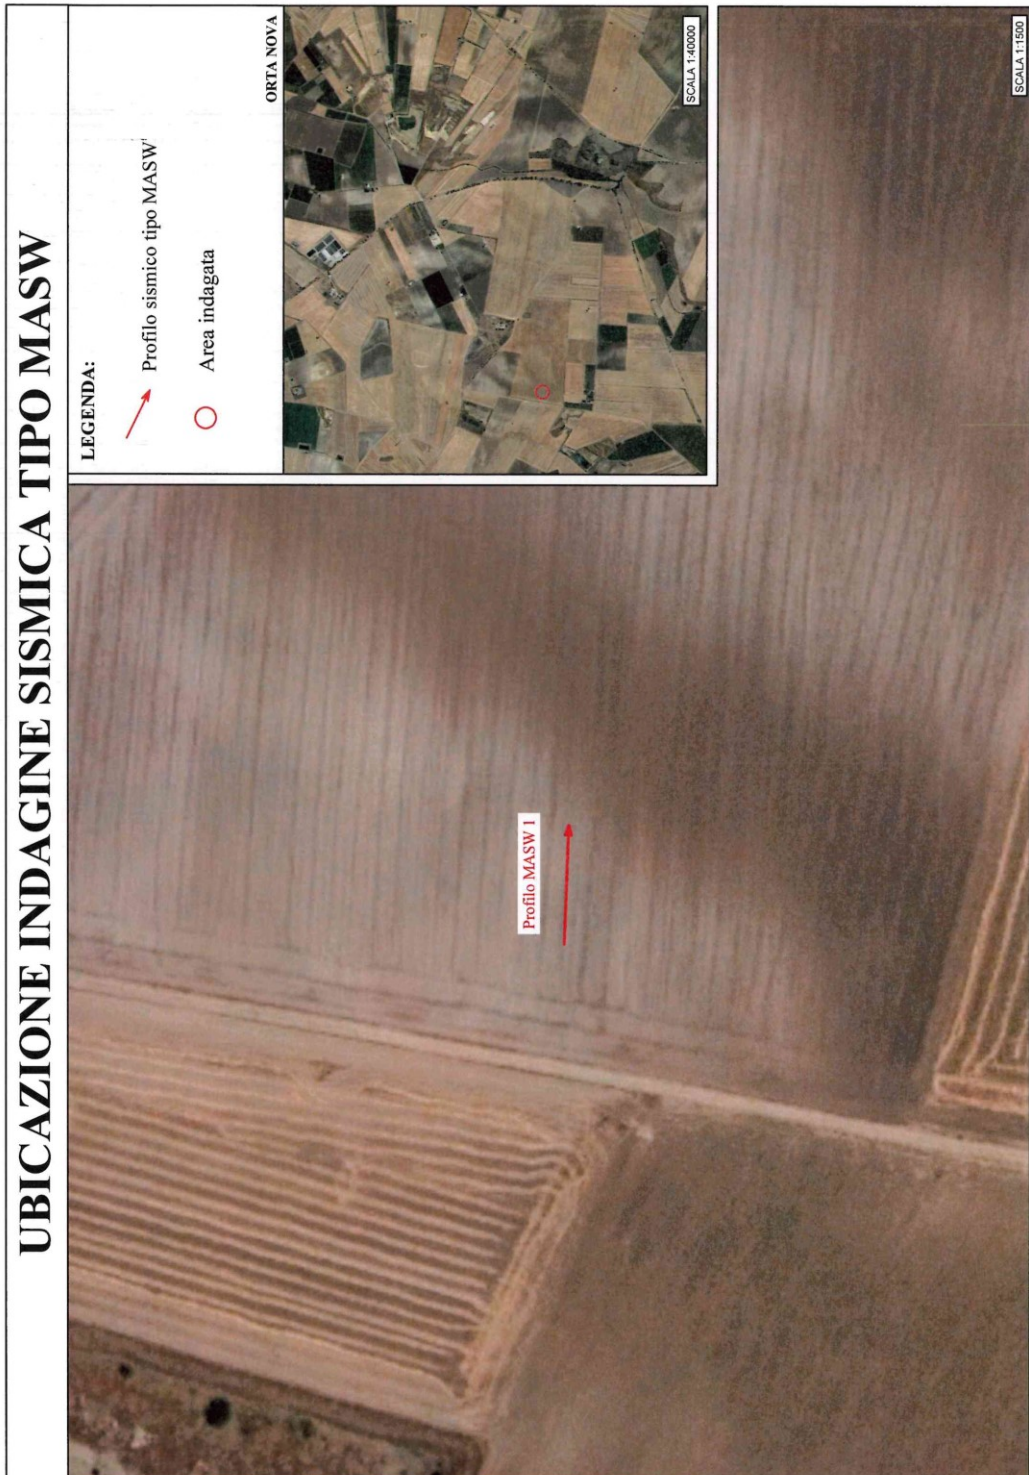 UBICAZIONE INDAGINE SISMICA TIPO MASW
LEGENDA:
Profilo sismico tipo MASW
Area indagata
ORTA NOVA
SCALA 1:40000
Profilo MASW 1
SCALA 1:1500